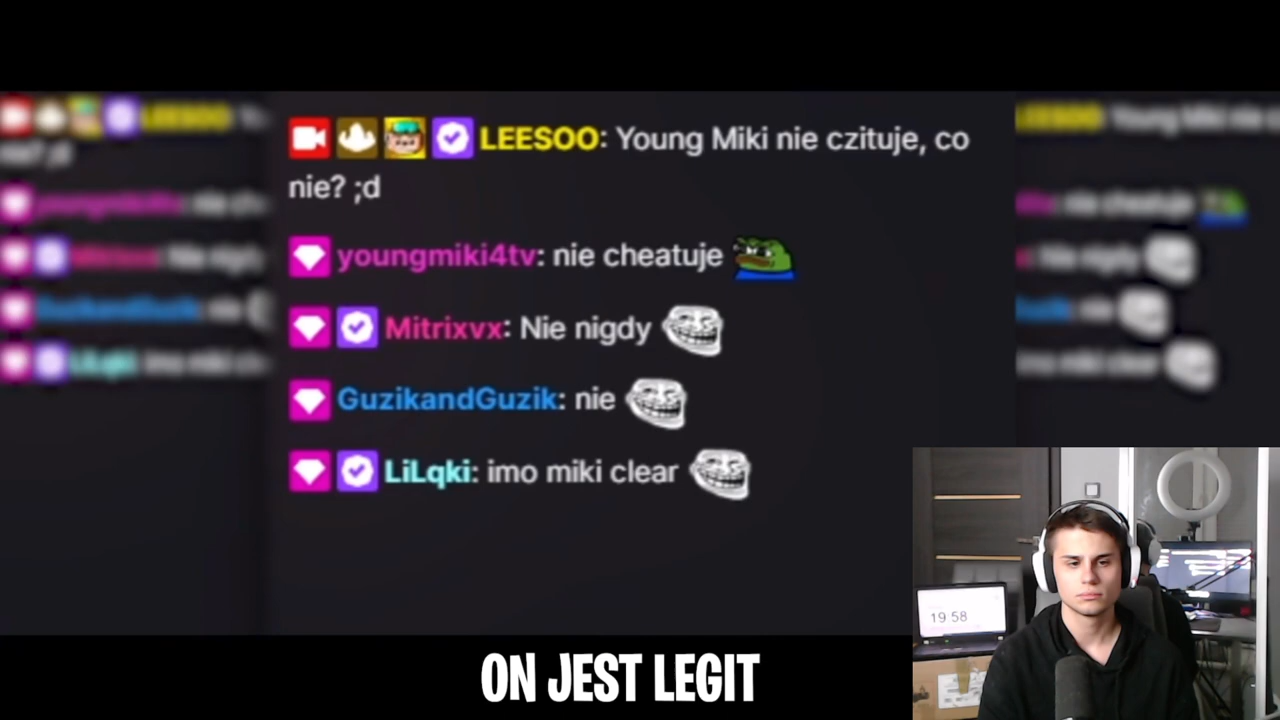 LEESOO: Young Miki nie czituje, co
nie? ;d
youngmiki4tv: nie cheatuje
Mitrixvx: Nie nigdy
GuzikandGuzik: nie
LiLqki: imo miki clear
19 58
ON JEST LEGIT